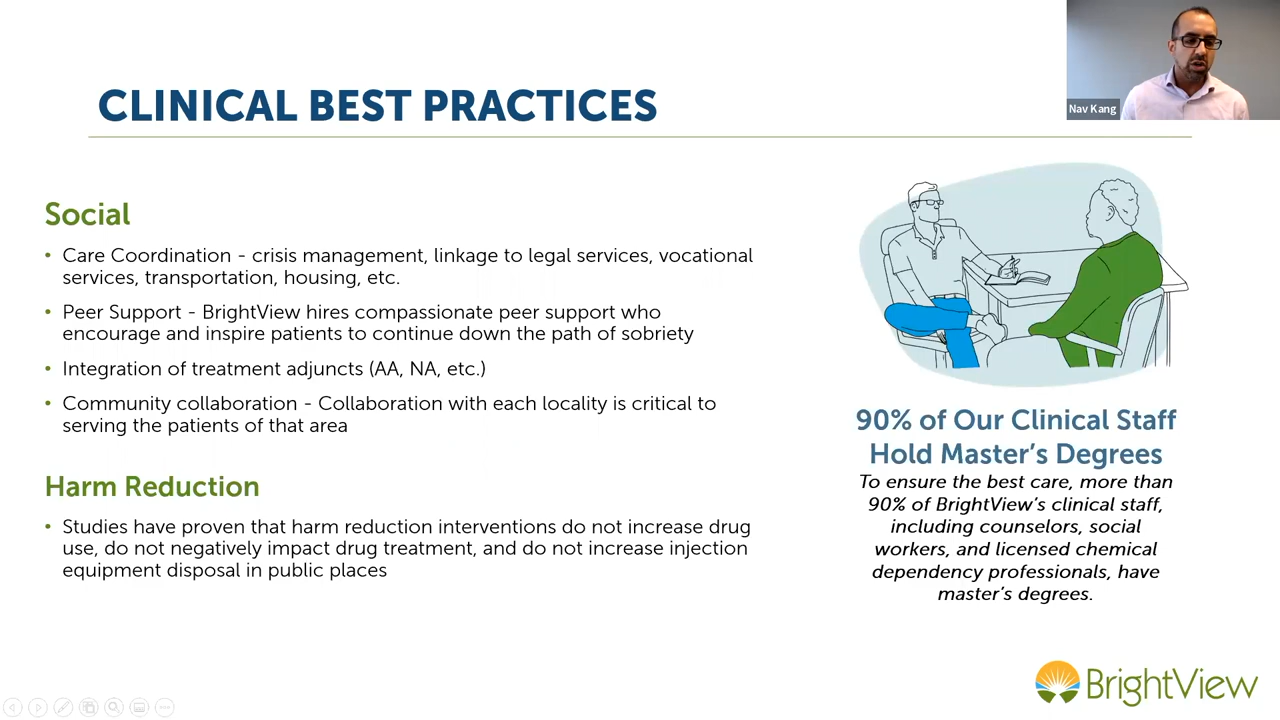 CLINICAL BEST PRACTICES
Nav Kang
Social
• Care Coordination - crisis management, linkage to legal services, vocational
services, transportation, housing, etc.
• Peer Support - BrightView hires compassionate peer support who
encourage and inspire patients to continue down the path of sobriety
• Integration of treatment adjuncts (AA, NA, etc.)
• Community collaboration - Collaboration with each locality is critical to
serving the patients of that area
Harm Reduction
• Studies have proven that harm reduction interventions do not increase drug
use, do not negatively impact drug treatment, and do not increase injection
equipment disposal in public places
90% of Our Clinical Staff
Hold Master's Degrees
To ensure the best care, more than
90% of BrightView's clinical staff,
including counselors, social
workers, and licensed chemical
dependency professionals, have
master's degrees.
BrightView